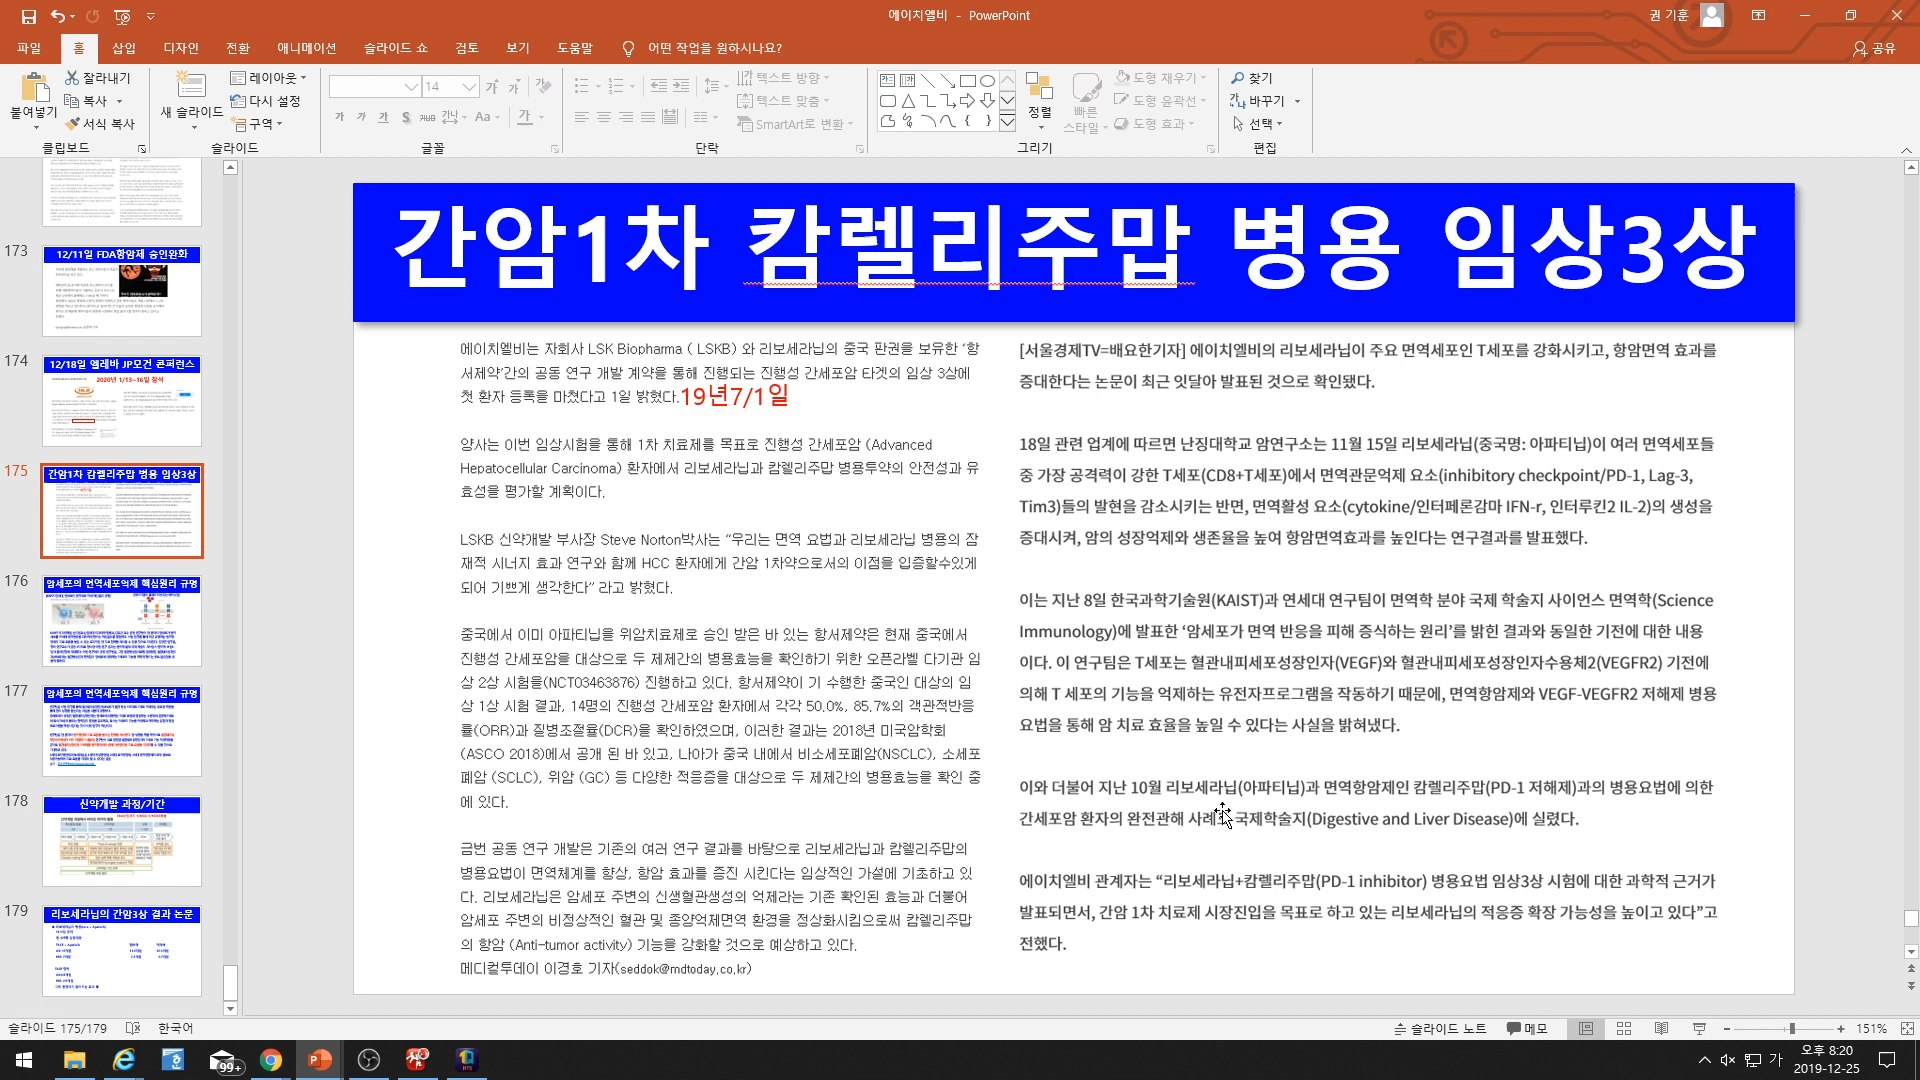 에이치엘비 - PowerPoint
권 기훈
파일 홈 삽입 디자인 전환 애니메이션 슬라이드 쇼 검토 보기 도움말 어떤 작업을 원하시나요? 공유
붙여넣기
잘라내기
복사
서식 복사
클립보드
새 슬라이드
레이아웃
다시 설정
구역
슬라이드
14
글꼴
텍스트 방향
텍스트 맞춤
SmartArt로 변환
단락
정렬
빠른 스타일
도형 채우기
도형 윤곽선
도형 효과
그리기
찾기
바꾸기
선택
편집
173
12/11일 FDA항암제 승인완화
174
12/18일 엘레바 JP모건 콘퍼런스
2020년 1/13~16일 참석
175
간암1차 캄렐리주맙 병용 임상3상
176
암세포의 면역세포억제 핵심원리 규명
177
암세포의 면역세포억제 핵심원리 규명
178
신약개발 과정/기간
179
리보세라닙의 간암3상 결과 논문
간암1차 캄렐리주맙 병용 임상3상
에이치엘비는 자회사 LSK Biopharma ( LSKB) 와 리보세라닙의 중국 판권을 보유한 ‘항
서제약’간의 공동 연구 개발 계약을 통해 진행되는 진행성 간세포암 타겟의 임상 3상에
첫 환자 등록을 마쳤다고 1일 밝혔다.19년7/1일
양사는 이번 임상시험을 통해 1차 치료제를 목표로 진행성 간세포암 (Advanced
Hepatocellular Carcinoma) 환자에서 리보세라닙과 캄렐리주맙 병용투약의 안전성과 유
효성을 평가할 계획이다.
LSKB 신약개발 부사장 Steve Norton박사는 “우리는 면역 요법과 리보세라닙 병용의 잠
재적 시너지 효과 연구와 함께 HCC 환자에게 간암 1차약으로서의 이점을 입증할수있게
되어 기쁘게 생각한다” 라고 밝혔다.
중국에서 이미 아파티닙을 위암치료제로 승인 받은 바 있는 항서제약은 현재 중국에서
진행성 간세포암을 대상으로 두 제제간의 병용효능을 확인하기 위한 오픈라벨 다기관 임
상 2상 시험을(NCT03463876) 진행하고 있다. 항서제약이 기 수행한 중국인 대상의 임
상 1상 시험 결과, 14명의 진행성 간세포암 환자에서 각각 50.0%, 85.7%의 객관적반응
률(ORR)과 질병조절률(DCR)을 확인하였으며, 이러한 결과는 2018년 미국암학회
(ASCO 2018)에서 공개 된 바 있고, 나아가 중국 내에서 비소세포폐암(NSCLC), 소세포
폐암 (SCLC), 위암 (GC) 등 다양한 적응증을 대상으로 두 제제간의 병용효능을 확인 중
에 있다.
금번 공동 연구 개발은 기존의 여러 연구 결과를 바탕으로 리보세라닙과 캄렐리주맙의
병용요법이 면역체계를 향상, 항암 효과를 증진 시킨다는 임상적인 가설에 기초하고 있
다. 리보세라닙은 암세포 주변의 신생혈관생성의 억제라는 기존 확인된 효능과 더불어
암세포 주변의 비정상적인 혈관 및 종양억제면역 환경을 정상화시킴으로써 캄렐리주맙
의 항암 (Anti-tumor activity) 기능을 강화할 것으로 예상하고 있다.
메디컬투데이 이경호 기자(seddok@mdtoday.co.kr)
[서울경제TV=배요한기자] 에이치엘비의 리보세라닙이 주요 면역세포인 T세포를 강화시키고, 항암면역 효과를
증대한다는 논문이 최근 잇달아 발표된 것으로 확인됐다.
18일 관련 업계에 따르면 난징대학교 암연구소는 11월 15일 리보세라닙(중국명: 아파티닙)이 여러 면역세포들
중 가장 공격력이 강한 T세포(CD8+T세포)에서 면역관문억제 요소(inhibitory checkpoint/PD-1, Lag-3,
Tim3)들의 발현을 감소시키는 반면, 면역활성 요소(cytokine/인터페론감마 IFN-r, 인터루킨2 IL-2)의 생성을
증대시켜, 암의 성장억제와 생존율을 높여 항암면역효과를 높인다는 연구결과를 발표했다.
이는 지난 8일 한국과학기술원(KAIST)과 연세대 연구팀이 면역학 분야 국제 학술지 사이언스 면역학(Science
Immunology)에 발표한 ‘암세포가 면역 반응을 피해 증식하는 원리’를 밝힌 결과와 동일한 기전에 대한 내용
이다. 이 연구팀은 T세포는 혈관내피세포성장인자(VEGF)와 혈관내피세포성장인자수용체2(VEGFR2) 기전에
의해 T 세포의 기능을 억제하는 유전자프로그램을 작동하기 때문에, 면역항암제와 VEGF-VEGFR2 저해제 병용
요법을 통해 암 치료 효율을 높일 수 있다는 사실을 밝혀냈다.
이와 더불어 지난 10월 리보세라닙(아파티닙)과 면역항암제인 캄렐리주맙(PD-1 저해제)과의 병용요법에 의한
간세포암 환자의 완전관해 사례가 국제학술지(Digestive and Liver Disease)에 실렸다.
에이치엘비 관계자는 “리보세라닙+캄렐리주맙(PD-1 inhibitor) 병용요법 임상3상 시험에 대한 과학적 근거가
발표되면서, 간암 1차 치료제 시장진입을 목표로 하고 있는 리보세라닙의 적응증 확장 가능성을 높이고 있다”고
전했다.
슬라이드 175/179 한국어 슬라이드 노트 메모 151%
99+
가
오후 8:20
2019-12-25